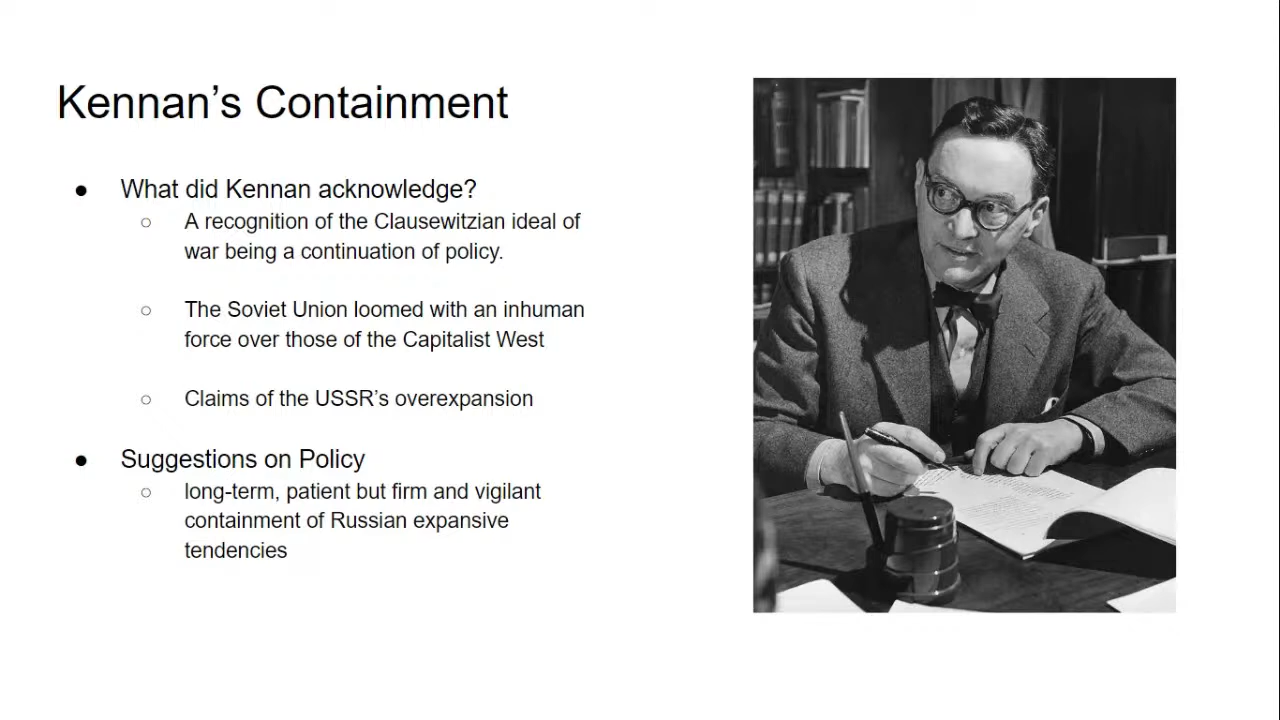 Kennan’s Containment
● What did Kennan acknowledge?
○ A recognition of the Clausewitzian ideal of
war being a continuation of policy.
○ The Soviet Union loomed with an inhuman
force over those of the Capitalist West
○ Claims of the USSR’s overexpansion
● Suggestions on Policy
○ long-term, patient but firm and vigilant
containment of Russian expansive
tendencies